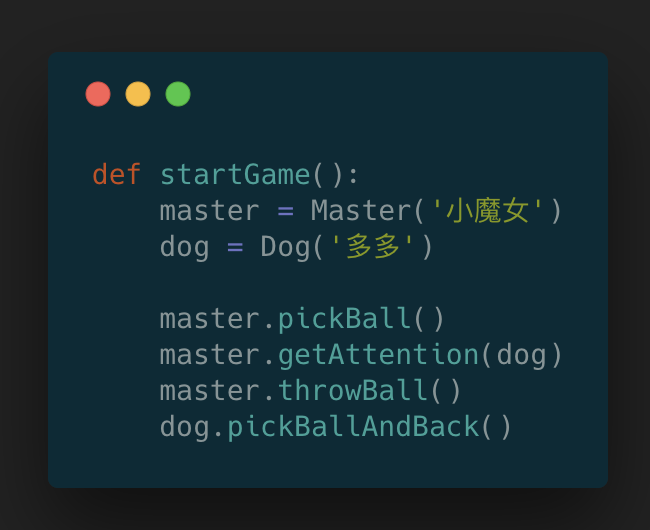 def startGame():
    master = Master('小魔女')
    dog = Dog('多多')

    master.pickBall()
    master.getAttention(dog)
    master.throwBall()
    dog.pickBallAndBack()